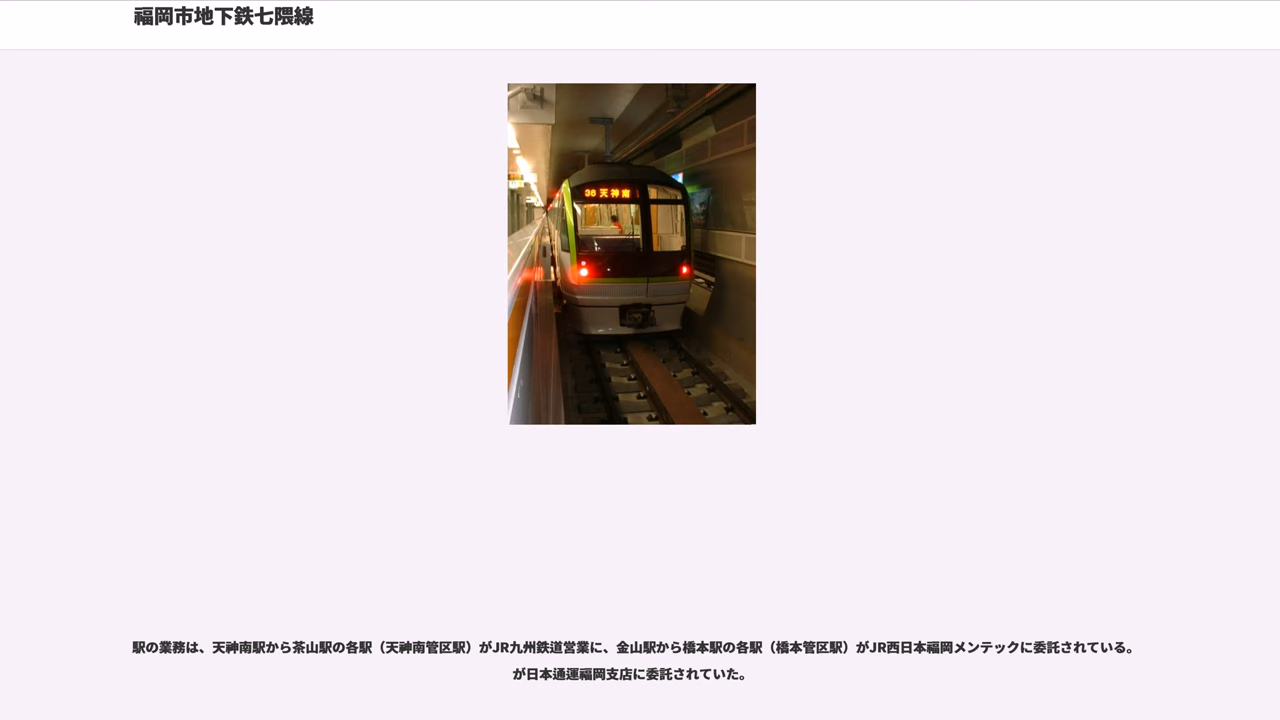 福岡市地下鉄七隈線
36 天神南
駅の業務は、天神南駅から茶山駅の各駅（天神南管区駅）がJR九州鉄道営業に、金山駅から橋本駅の各駅（橋本管区駅）がJR西日本福岡メンテックに委託されている。
が日本通運福岡支店に委託されていた。